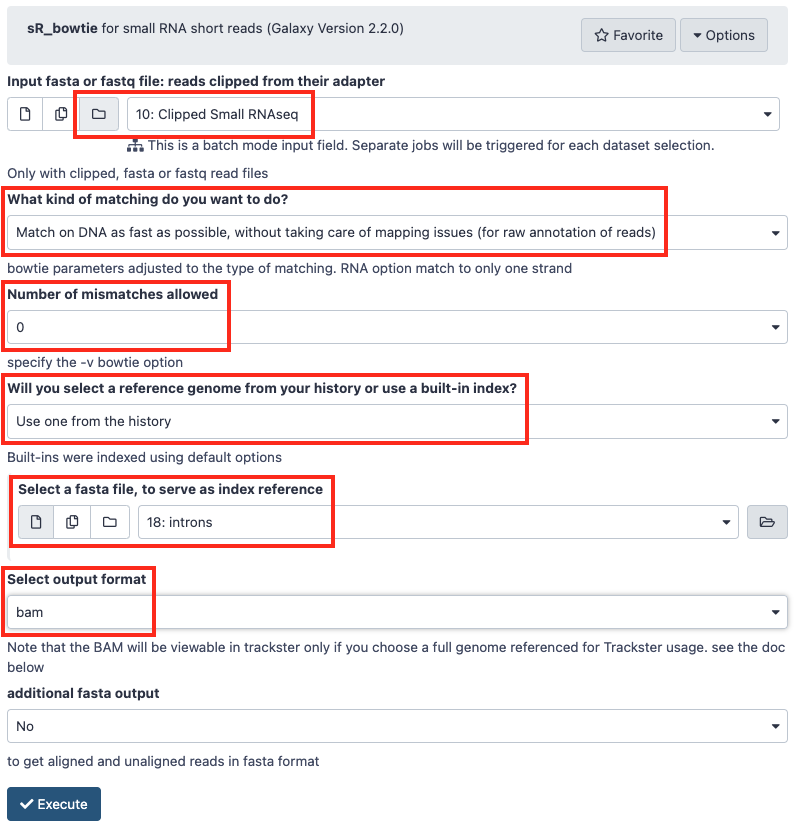 sR_bowtie for small RNA short reads (Galaxy Version 2.2.0)
Favorite
Options
Input fasta or fastq file: reads clipped from their adapter
10: Clipped Small RNAseq
This is a batch mode input field. Separate jobs will be triggered for each dataset selection.
Only with clipped, fasta or fastq read files
What kind of matching do you want to do?
Match on DNA as fast as possible, without taking care of mapping issues (for raw annotation of reads)
bowtie parameters adjusted to the type of matching. RNA option match to only one strand
Number of mismatches allowed
0
specify the -v bowtie option
Will you select a reference genome from your history or use a built-in index?
Use one from the history
Built-ins were indexed using default options
Select a fasta file, to serve as index reference
18: introns
Select output format
bam
Note that the BAM will be viewable in trackster only if you choose a full genome referenced for Trackster usage. see the doc
below
additional fasta output
No
to get aligned and unaligned reads in fasta format
Execute